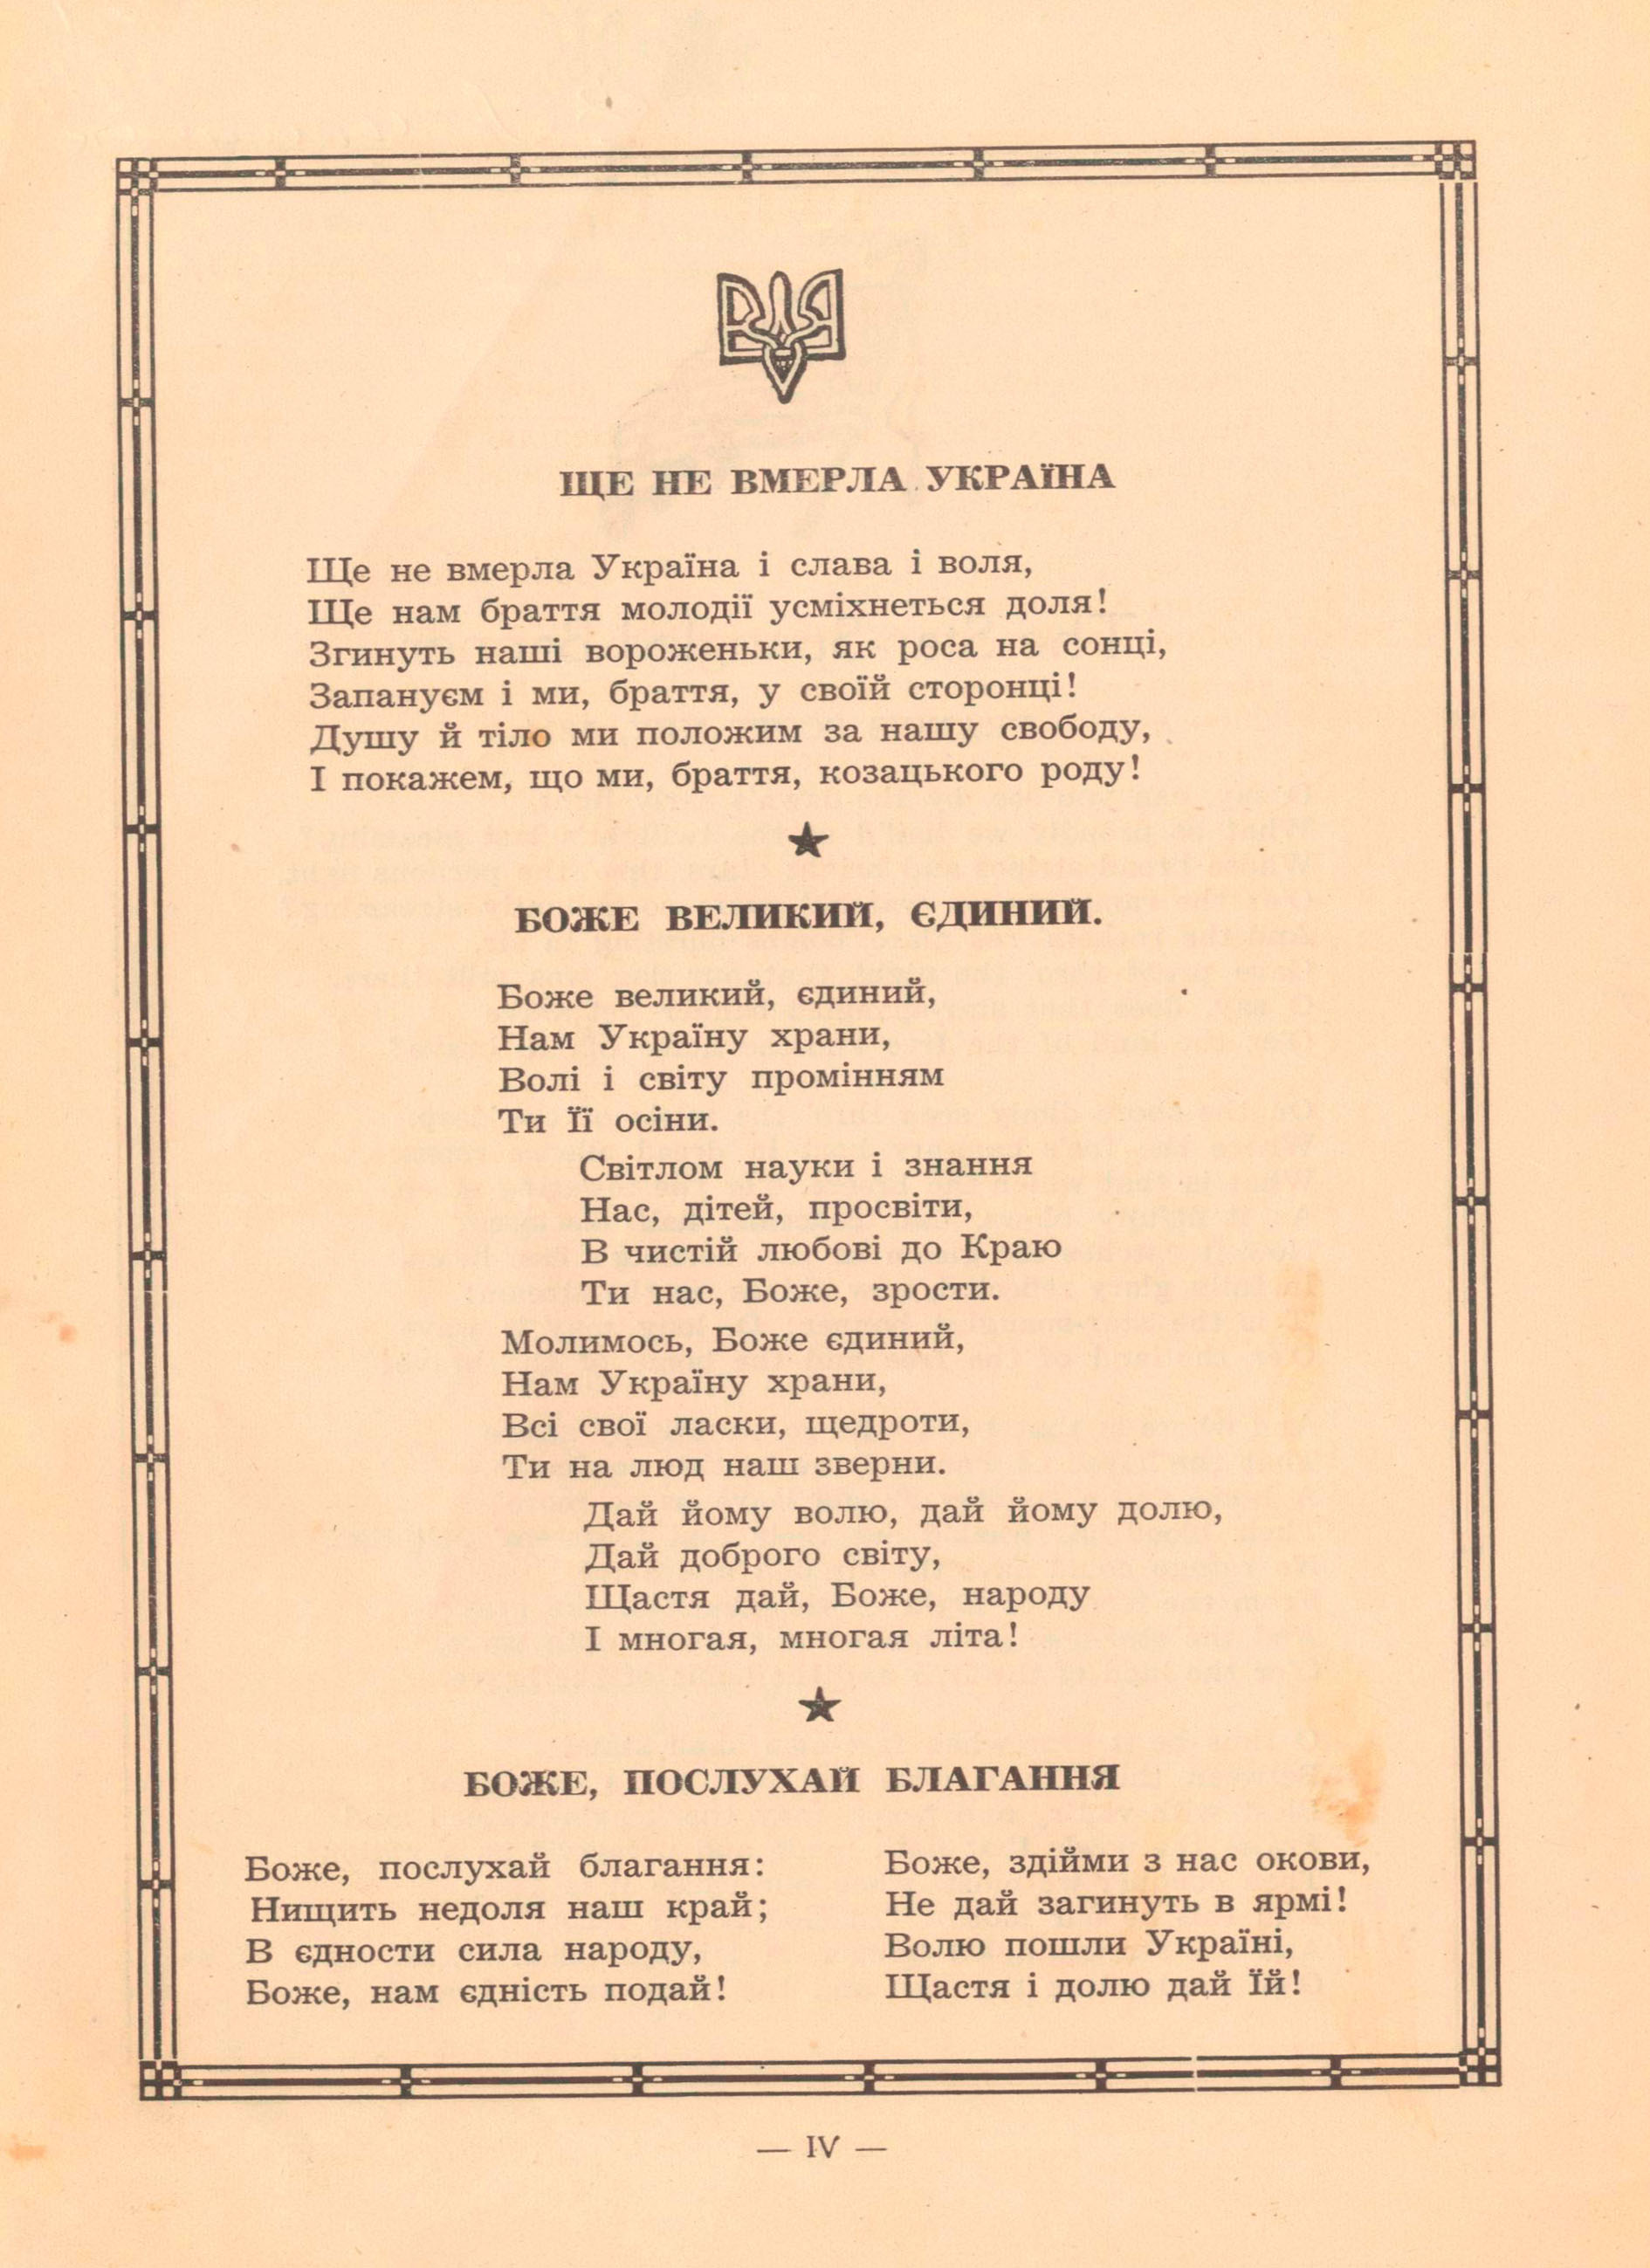 ЩЕ НЕ ВМЕРЛА УКРАЇНА
Ще не вмерла Україна і слава і воля,
Ще нам браття молодії усміхнеться доля!
Згинуть наші вороженьки, як роса на сонці,
Запануєм і ми, браття, у своїй сторонці!
Душу й тіло ми положим за нашу свободу,
І покажем, що ми, браття, козацького роду!
★
БОЖЕ ВЕЛИКИЙ, ЄДИНИЙ.
Боже великий, єдиний,
Нам Україну храни,
Волі і світу промінням
Ти Її осіни.
Світлом науки і знання
Нас, дітей, просвіти,
В чистій любові до Краю
Ти нас, Боже, зрости.
Молимось, Боже єдиний,
Нам Україну храни,
Всі свої ласки, щедроти,
Ти на люд наш зверни.
Дай йому волю, дай йому долю,
Дай доброго світу,
Щастя дай, Боже, народу
І многая, многая літа!
★
БОЖЕ, ПОСЛУХАЙ БЛАГАННЯ
Боже, послухай благання:
Нищить недоля наш край;
В єдности сила народу,
Боже, нам єдність подай!
Боже, здійми з нас окови,
Не дай загинуть в ярмі!
Волю пошли Україні,
Щастя і долю дай Їй!
— IV —